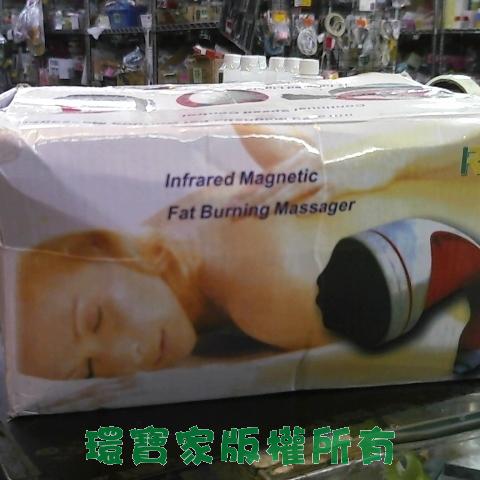 Infrared Magnetic
Fat Burning Massager
環寶家版權所有